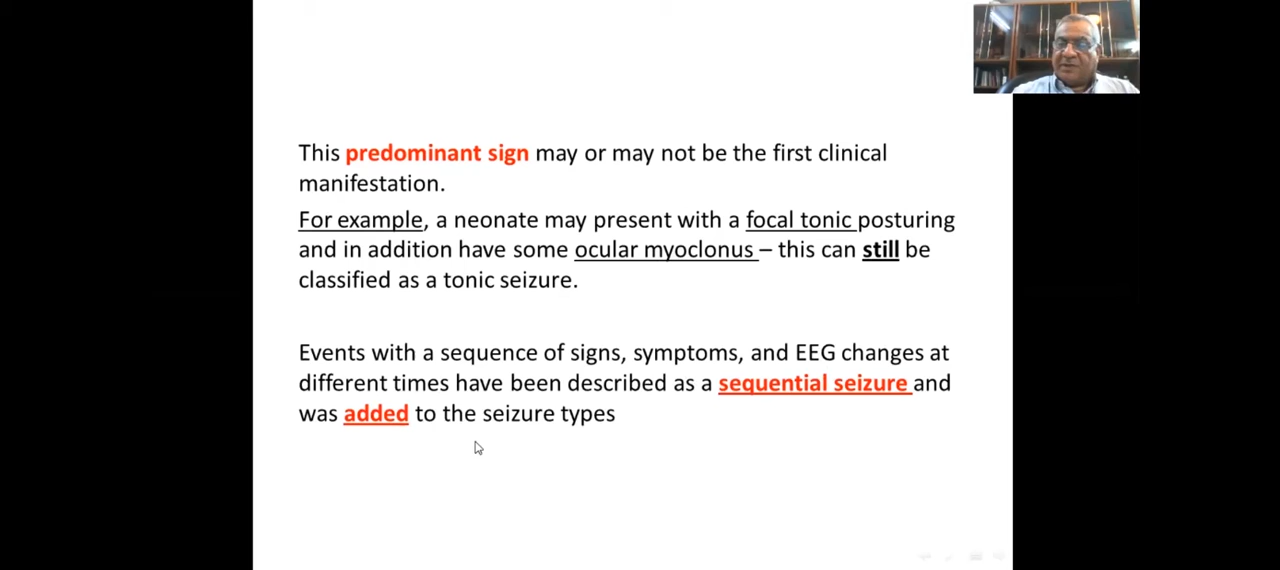 This predominant sign may or may not be the first clinical
manifestation.
For example, a neonate may present with a focal tonic posturing
and in addition have some ocular myoclonus – this can still be
classified as a tonic seizure.
Events with a sequence of signs, symptoms, and EEG changes at
different times have been described as a sequential seizure and
was added to the seizure types